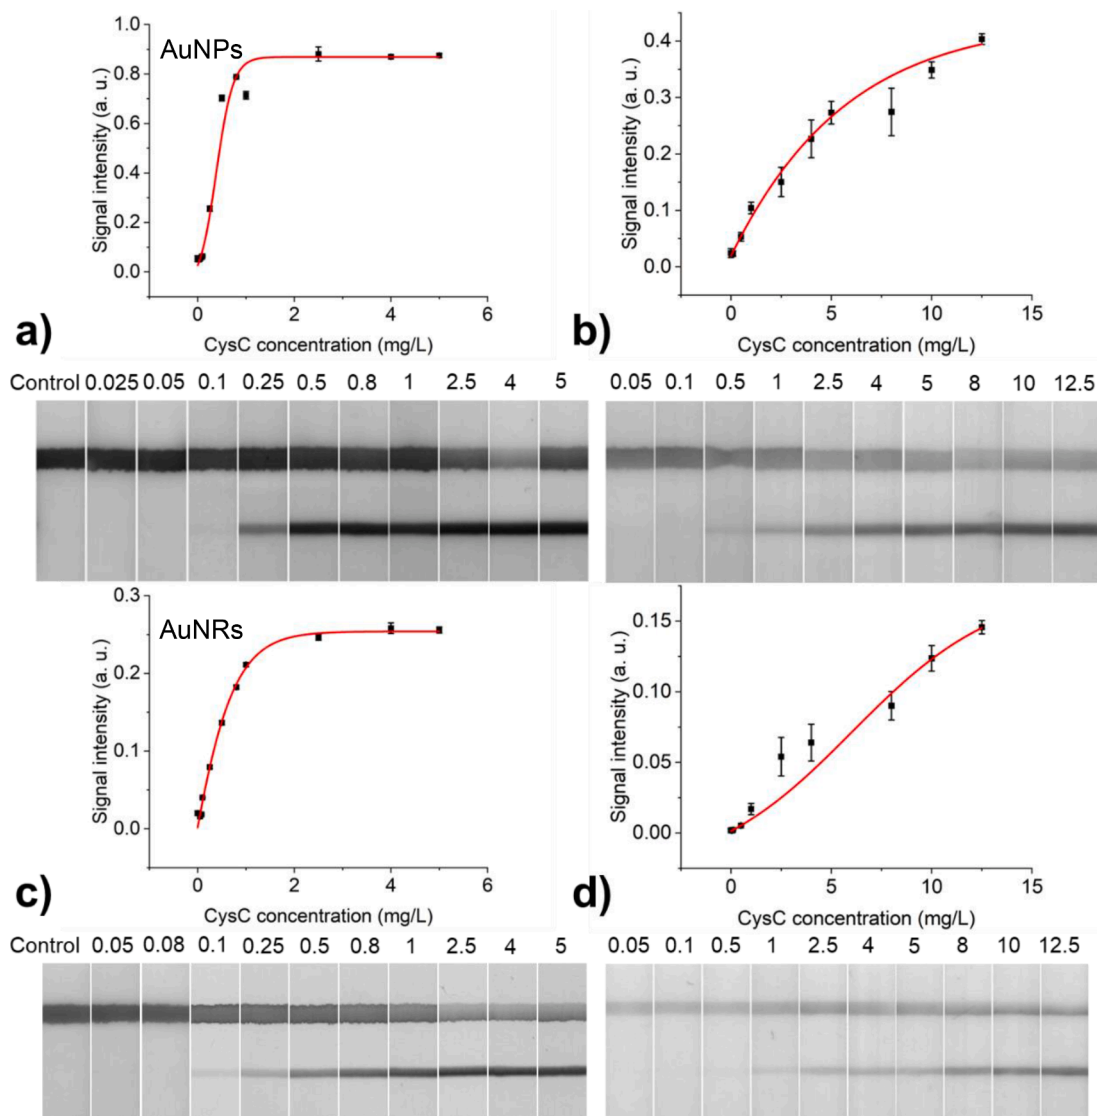 AuNPs
Signal intensity (a. u.)
1.0
0.8
0.6
0.4
0.2
0.0
0 2 4 6
CysC concentration (mg/L)
a)
Signal intensity (a. u.)
0.4
0.3
0.2
0.1
0.0
0 5 10 15
CysC concentration (mg/L)
b)
Control 0.025 0.05 0.1 0.25 0.5 0.8 1 2.5 4 5
0.05 0.1 0.5 1 2.5 4 5 8 10 12.5
AuNRs
Signal intensity (a. u.)
0.3
0.2
0.1
0.0
0 2 4 6
CysC concentration (mg/L)
c)
Signal intensity (a. u.)
0.15
0.10
0.05
0.00
0 5 10 15
CysC concentration (mg/L)
d)
Control 0.05 0.08 0.1 0.25 0.5 0.8 1 2.5 4 5
0.05 0.1 0.5 1 2.5 4 5 8 10 12.5